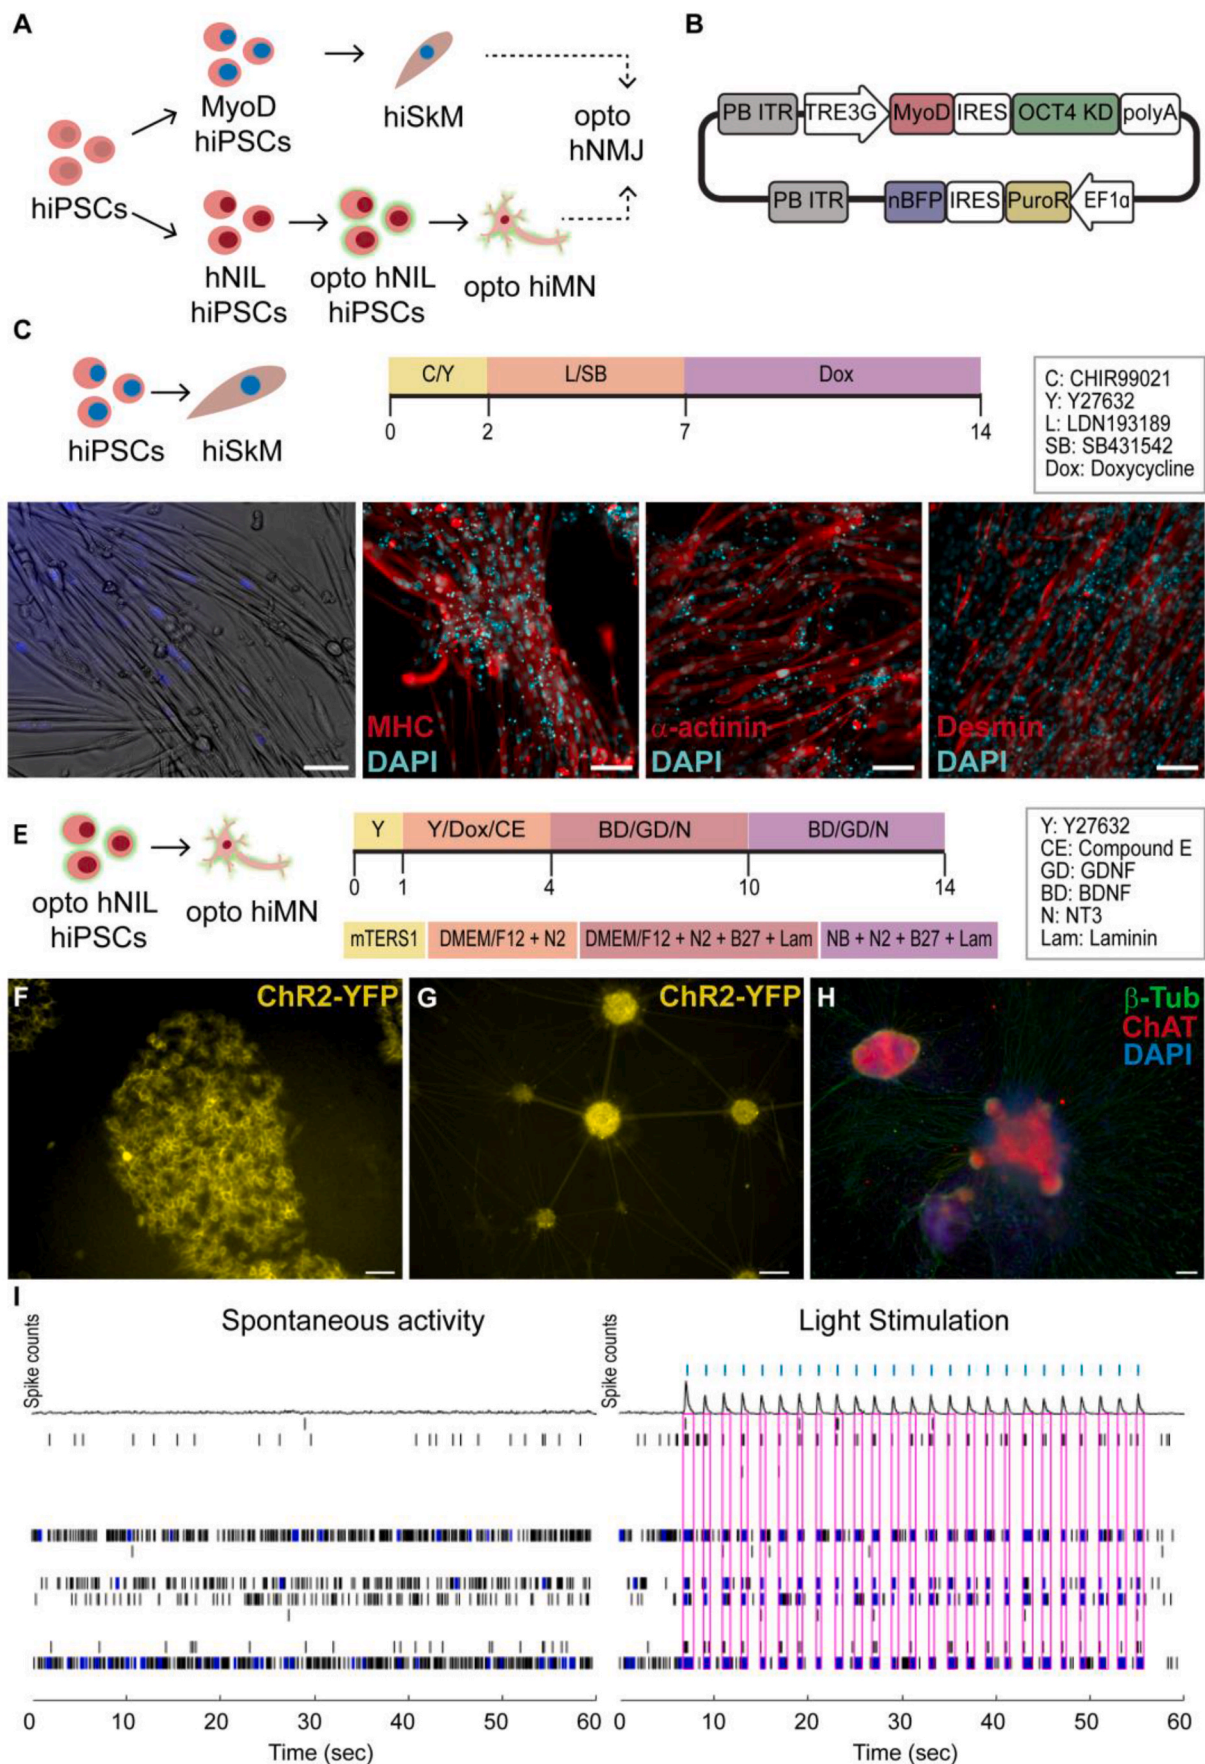 A
MyoD
hiPSCs
hiSkM
opto
hNMJ
hiPSCs
hNIL
hiPSCs
opto hNIL
hiPSCs
opto hiMN
B
PB ITR
TRE3G
MyoD
IRES
OCT4 KD
polyA
PB ITR
nBFP
IRES
PuroR
EF1α
C
hiPSCs
hiSkM
C/Y
L/SB
Dox
0
2
7
14
C: CHIR99021
Y: Y27632
L: LDN193189
SB: SB431542
Dox: Doxycycline
MHC
DAPI
α-actinin
DAPI
Desmin
DAPI
E
opto hNIL
hiPSCs
opto hiMN
Y
Y/Dox/CE
BD/GD/N
BD/GD/N
0
1
4
10
14
mTERS1
DMEM/F12 + N2
DMEM/F12 + N2 + B27 + Lam
NB + N2 + B27 + Lam
Y: Y27632
CE: Compound E
GD: GDNF
BD: BDNF
N: NT3
Lam: Laminin
F
ChR2-YFP
G
ChR2-YFP
H
β-Tub
ChAT
DAPI
I
Spontaneous activity
Spike counts
0 10 20 30 40 50 60
Time (sec)
Light Stimulation
Spike counts
0 10 20 30 40 50 60
Time (sec)